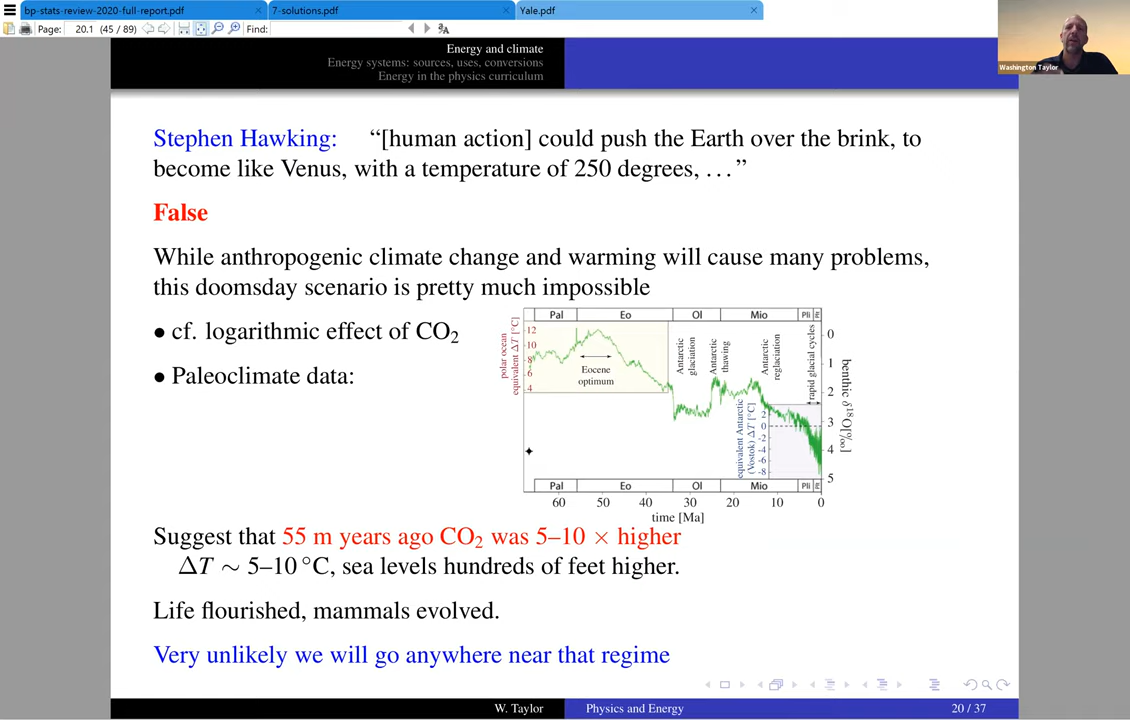 bp-stats-review-2020-full-report.pdf
7-solutions.pdf
Yale.pdf
Page: 20.1 (45 / 89)
Find:
Washington Taylor
Energy and climate
Energy systems: sources, uses, conversions
Energy in the physics curriculum
Stephen Hawking: “[human action] could push the Earth over the brink, to
become like Venus, with a temperature of 250 degrees, . . . ”
False
While anthropogenic climate change and warming will cause many problems,
this doomsday scenario is pretty much impossible
• cf. logarithmic effect of CO₂
• Paleoclimate data:
Pal Eo Ol Mio Pli
polar ocean
equivalent ΔT [°C]
12
10
8
6
4
Eocene
optimum
Antarctic
glaciation
Antarctic
thawing
Antarctic
reglaciation
rapid glacial cycles
equivalent Antarctic
(Vostok) ΔT [°C]
2
0
-2
-4
-6
-8
0
1
2
3
4
5
benthic δ¹⁸O[‰]
Pal Eo Ol Mio Pli
60 50 40 30 20 10 0
time [Ma]
Suggest that 55 m years ago CO₂ was 5–10 × higher
ΔT ∼ 5–10 °C, sea levels hundreds of feet higher.
Life flourished, mammals evolved.
Very unlikely we will go anywhere near that regime
W. Taylor Physics and Energy 20 / 37